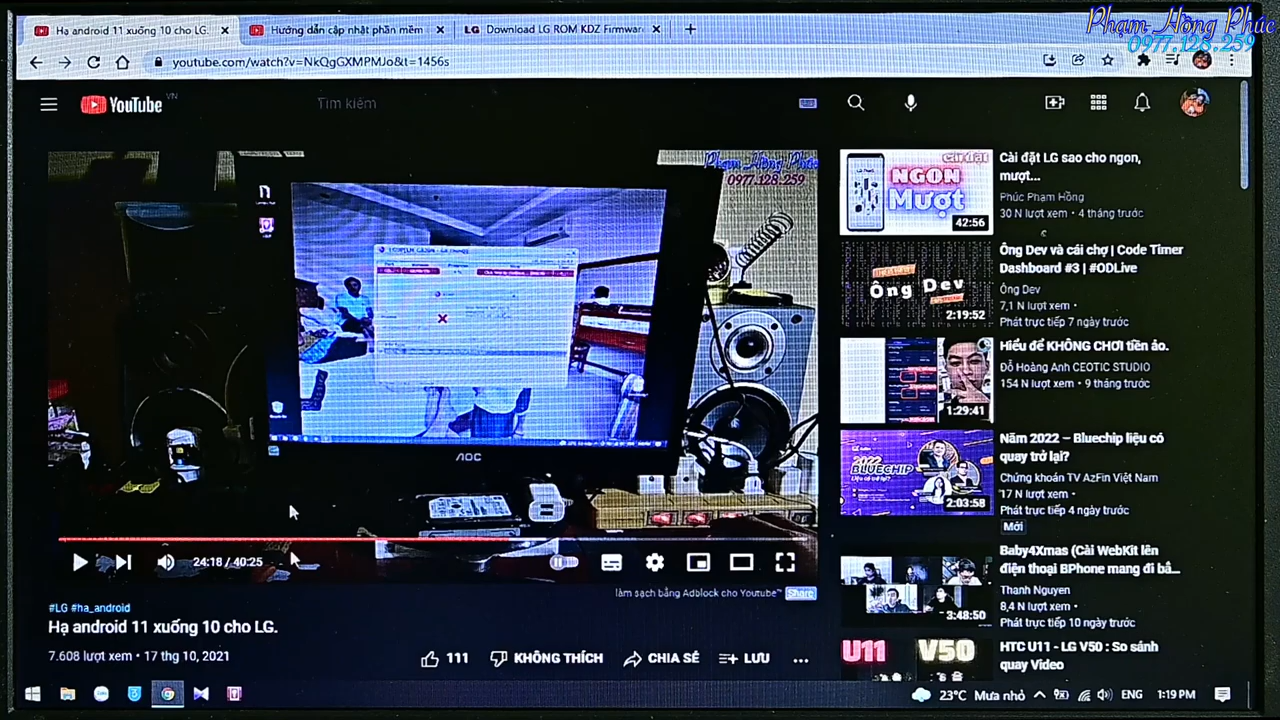 Hạ android 11 xuống 10 cho LG.
Hướng dẫn cập nhật phần mềm
LG Download LG ROM KDZ Firmwar
Phạm Hồng Phúc
0977.128.259
youtube.com/watch?v=NkQgGXMPMJo&t=1456s
YouTube VN
Tìm kiếm
Phạm Hồng Phúc
0977.128.259
AOC
24:18 / 40:25
làm sạch bằng Adblock cho Youtube™ Share
#LG #ha_android
Hạ android 11 xuống 10 cho LG.
7.608 lượt xem • 17 thg 10, 2021
111
KHÔNG THÍCH
CHIA SẺ
LƯU
Cài đặt
NGON
Mượt
42:56
Cài đặt LG sao cho ngon,
mượt...
Phúc Phạm Hồng
30 N lượt xem • 4 tháng trước
Ông Dev
2:19:52
Ông Dev và cái chuyện code Timer
Dashboard #3 | #ODLive
Ông Dev
7,1 N lượt xem •
Phát trực tiếp 7 ngày trước
1:29:41
Hiểu để KHÔNG CHƠI tiền ảo.
Đỗ Hoàng Anh CEOTIC STUDIO
154 N lượt xem • 9 tháng trước
2022
BLUECHIP
2:03:58
Năm 2022 – Bluechip liệu có
quay trở lại?
Chứng khoán TV AzFin Việt Nam
17 N lượt xem •
Phát trực tiếp 4 ngày trước
Mới
3:48:50
Baby4Xmas (Cài WebKit lên
điện thoại BPhone mang đi bấ...
Thanh Nguyen
8,4 N lượt xem •
Phát trực tiếp 10 ngày trước
U11 V50
HTC U11 - LG V50 : So sánh
quay Video
23°C Mưa nhỏ
ENG
1:19 PM